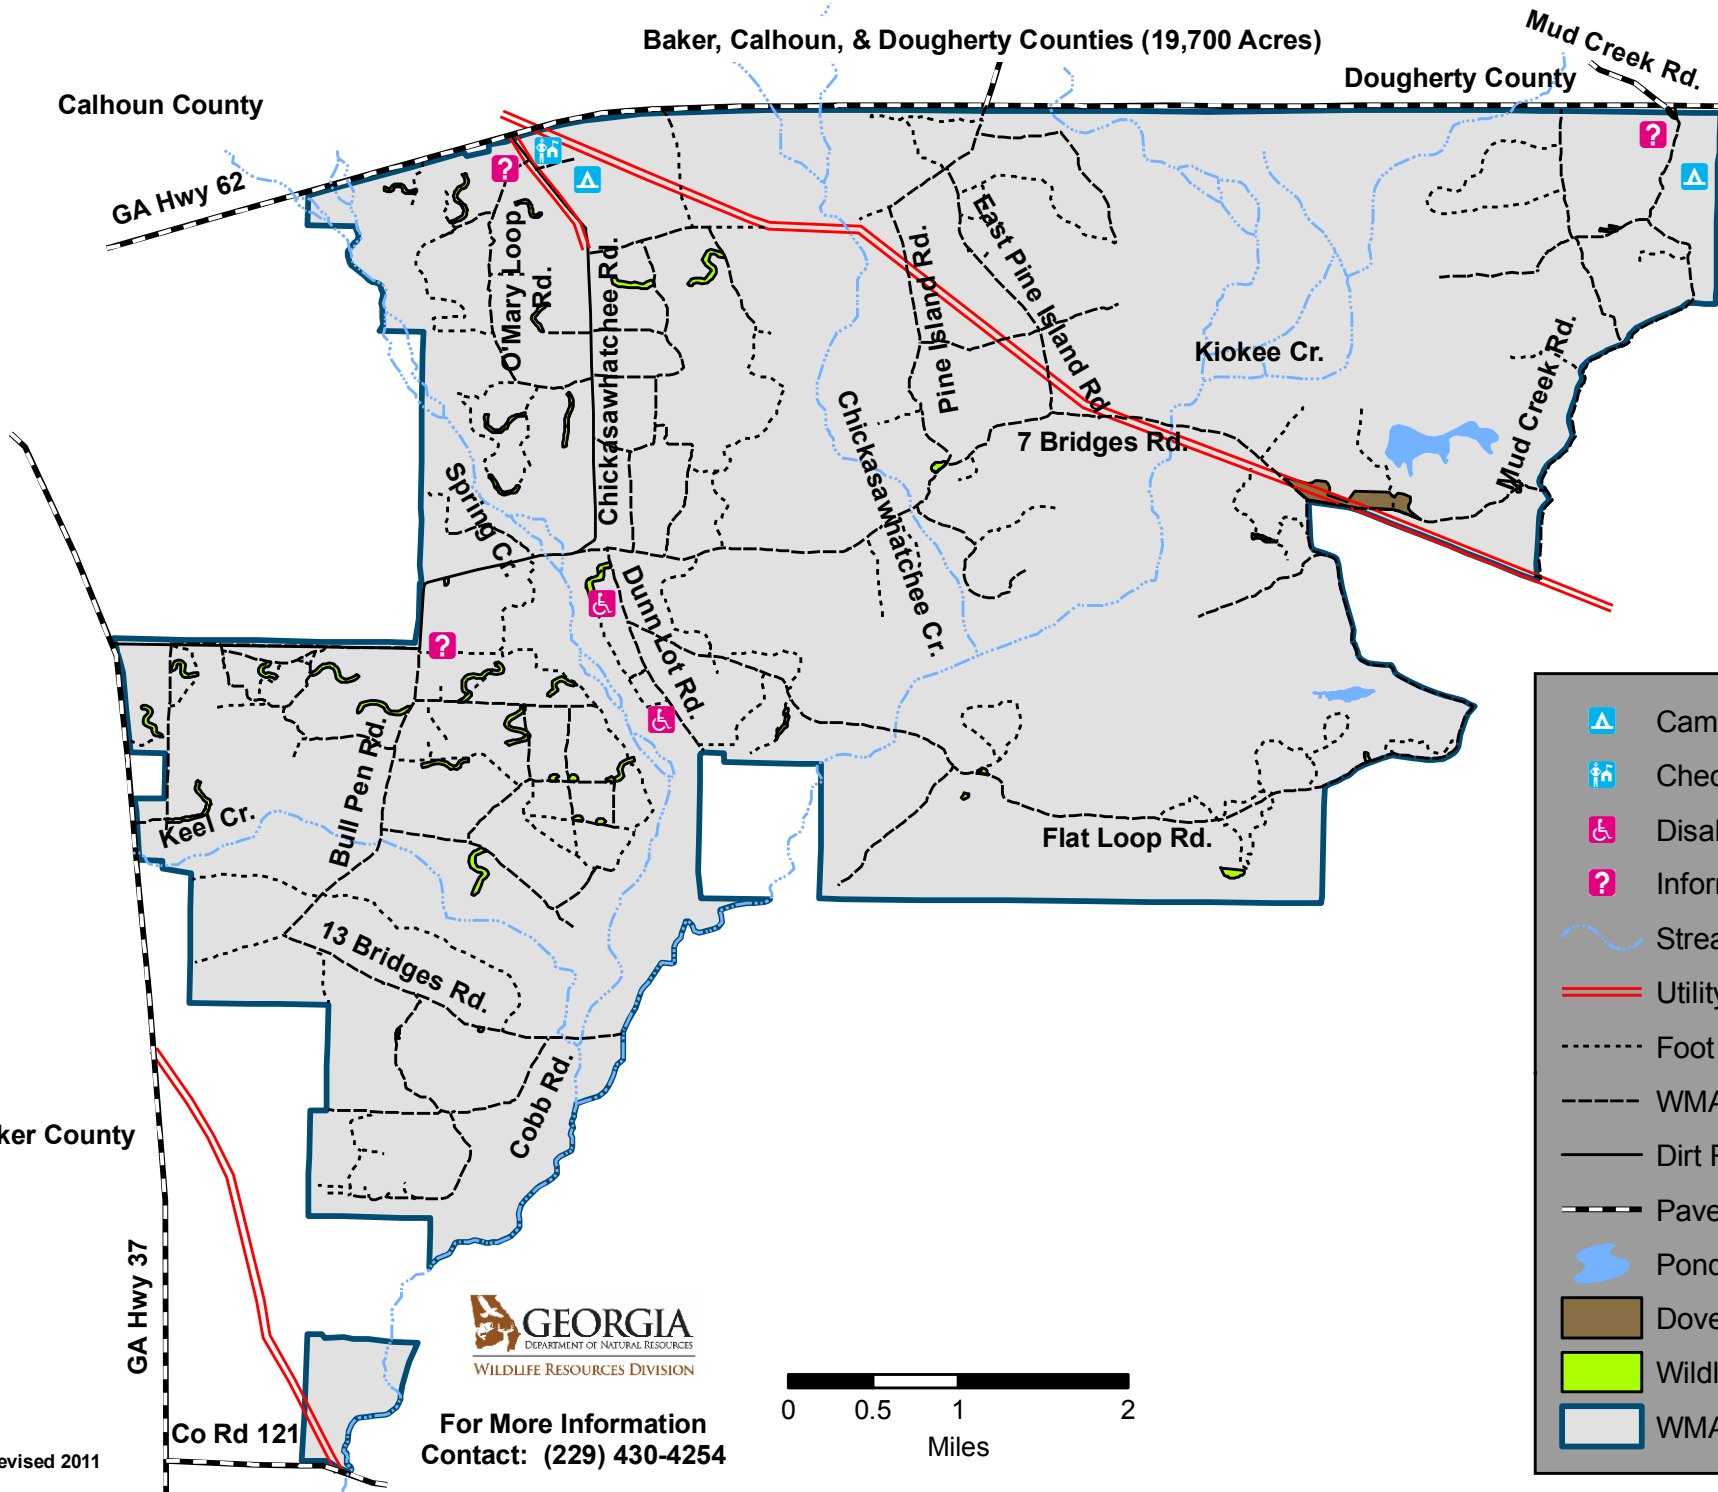 Baker, Calhoun, & Dougherty Counties (19,700 Acres)
Mud Creek Rd.
Dougherty County
Calhoun County
GA Hwy 62
O'Mary Loop
Rd.
Chickasawhatchee Rd.
Pine Island Rd.
East Pine Island Rd
Kiokee Cr.
Mud Creek Rd.
Chickasawhatchee Cr.
7 Bridges Rd.
Spring Cr.
Dunn Lot Rd.
Bull Pen Rd.
Keel Cr.
Flat Loop Rd.
13 Bridges Rd.
Cobb Rd.
ker County
GA Hwy 37
Co Rd 121
evised 2011
GEORGIA
DEPARTMENT OF NATURAL RESOURCES
WILDLIFE RESOURCES DIVISION
For More Information
Contact: (229) 430-4254
0 0.5 1 2
Miles
Cam
Chec
Disal
Infor
Strea
Utility
Foot
WMA
Dirt
Pave
Pond
Dove
Wildl
WMA